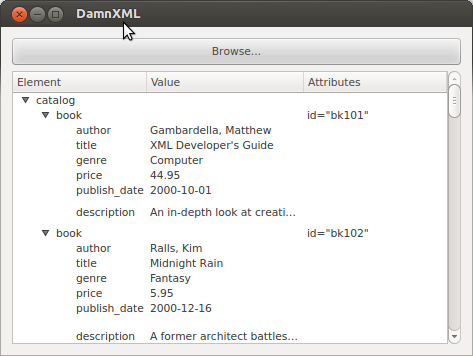 DamnXML
Browse...
Element Value Attributes
catalog
book id="bk101"
author Gambardella, Matthew
title XML Developer's Guide
genre Computer
price 44.95
publish_date 2000-10-01
description An in-depth look at creati...
book id="bk102"
author Ralls, Kim
title Midnight Rain
genre Fantasy
price 5.95
publish_date 2000-12-16
description A former architect battles...